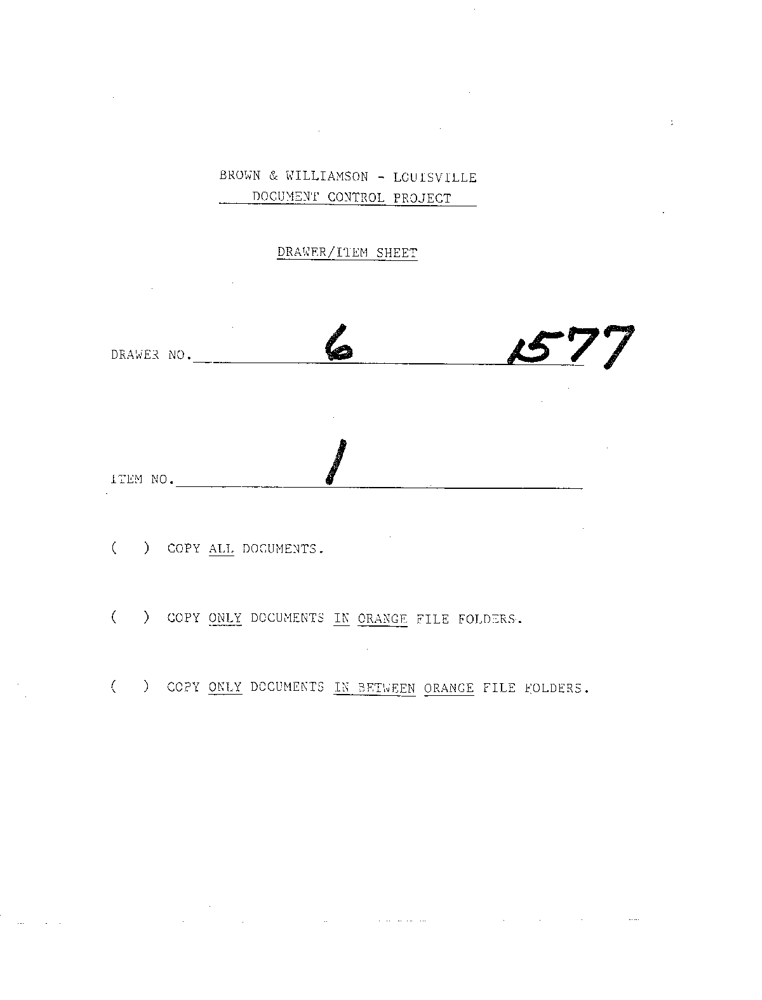 BROWN & WILLIAMSON - LOUISVILLE
DOCUMENT CONTROL PROJECT
DRAWER/ITEM SHEET
DRAWER NO. 6 1577
ITEM NO. 1
( ) COPY ALL DOCUMENTS.
( ) COPY ONLY DOCUMENTS IN ORANGE FILE FOLDERS.
( ) COPY ONLY DOCUMENTS IN BETWEEN ORANGE FILE FOLDERS.